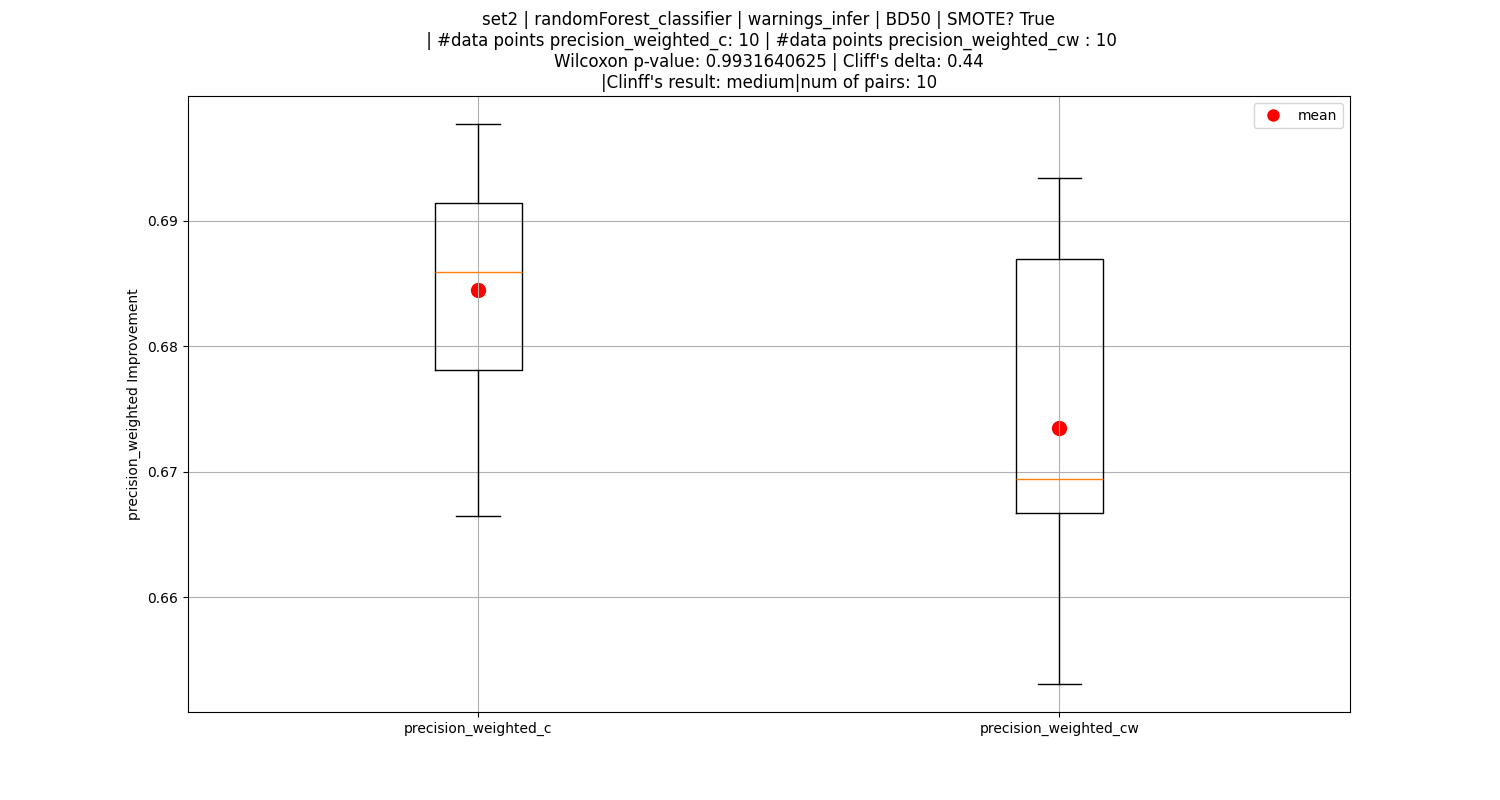 set2 | randomForest_classifier | warnings_infer | BD50 | SMOTE? True
| #data points precision_weighted_c: 10 | #data points precision_weighted_cw : 10
Wilcoxon p-value: 0.9931640625 | Cliff's delta: 0.44
|Clinff's result: medium|num of pairs: 10
mean
0.69
0.68
0.67
0.66
precision_weighted Improvement
precision_weighted_c
precision_weighted_cw